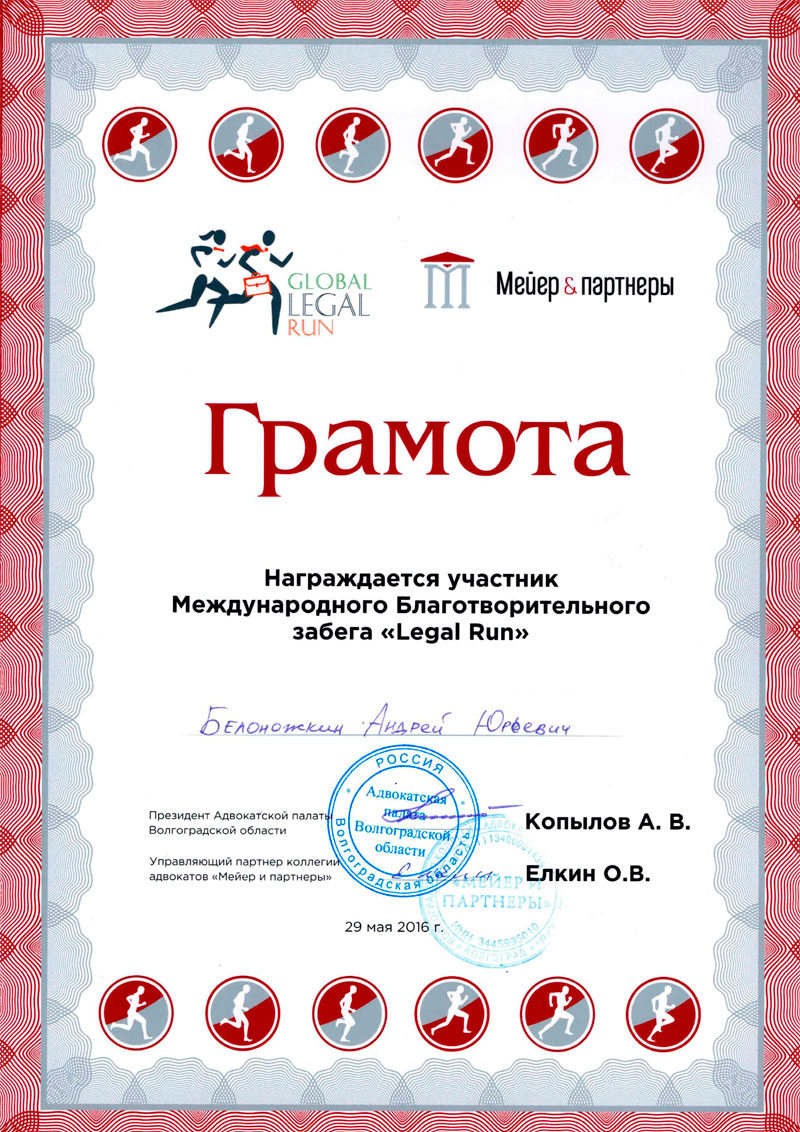 GLOBAL
LEGAL
RUN
Мейер & партнеры
Грамота
Награждается участник
Международного Благотворительного
забега «Legal Run»
Белоножкин Андрей Юрьевич
РОССИЯ
Адвокатская
палата
Волгоградской
области
Волгоградская область
Президент Адвокатской палаты
Волгоградской области
Копылов А. В.
Управляющий партнер коллегии
адвокатов «Мейер и партнеры»
Елкин О.В.
«МЕЙЕР И
ПАРТНЕРЫ»
ИНН 3445995010
29 мая 2016 г.